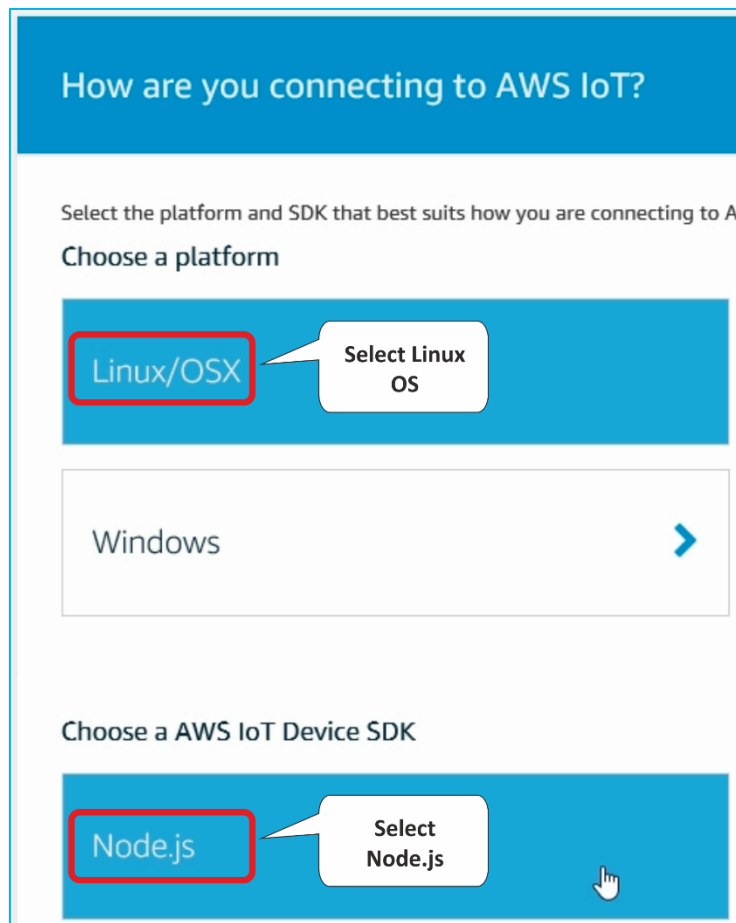 How are you connecting to AWS IoT?
Select the platform and SDK that best suits how you are connecting to A
Choose a platform
Linux/OSX
Select Linux
OS
Windows
Choose a AWS IoT Device SDK
Node.js
Select
Node.js